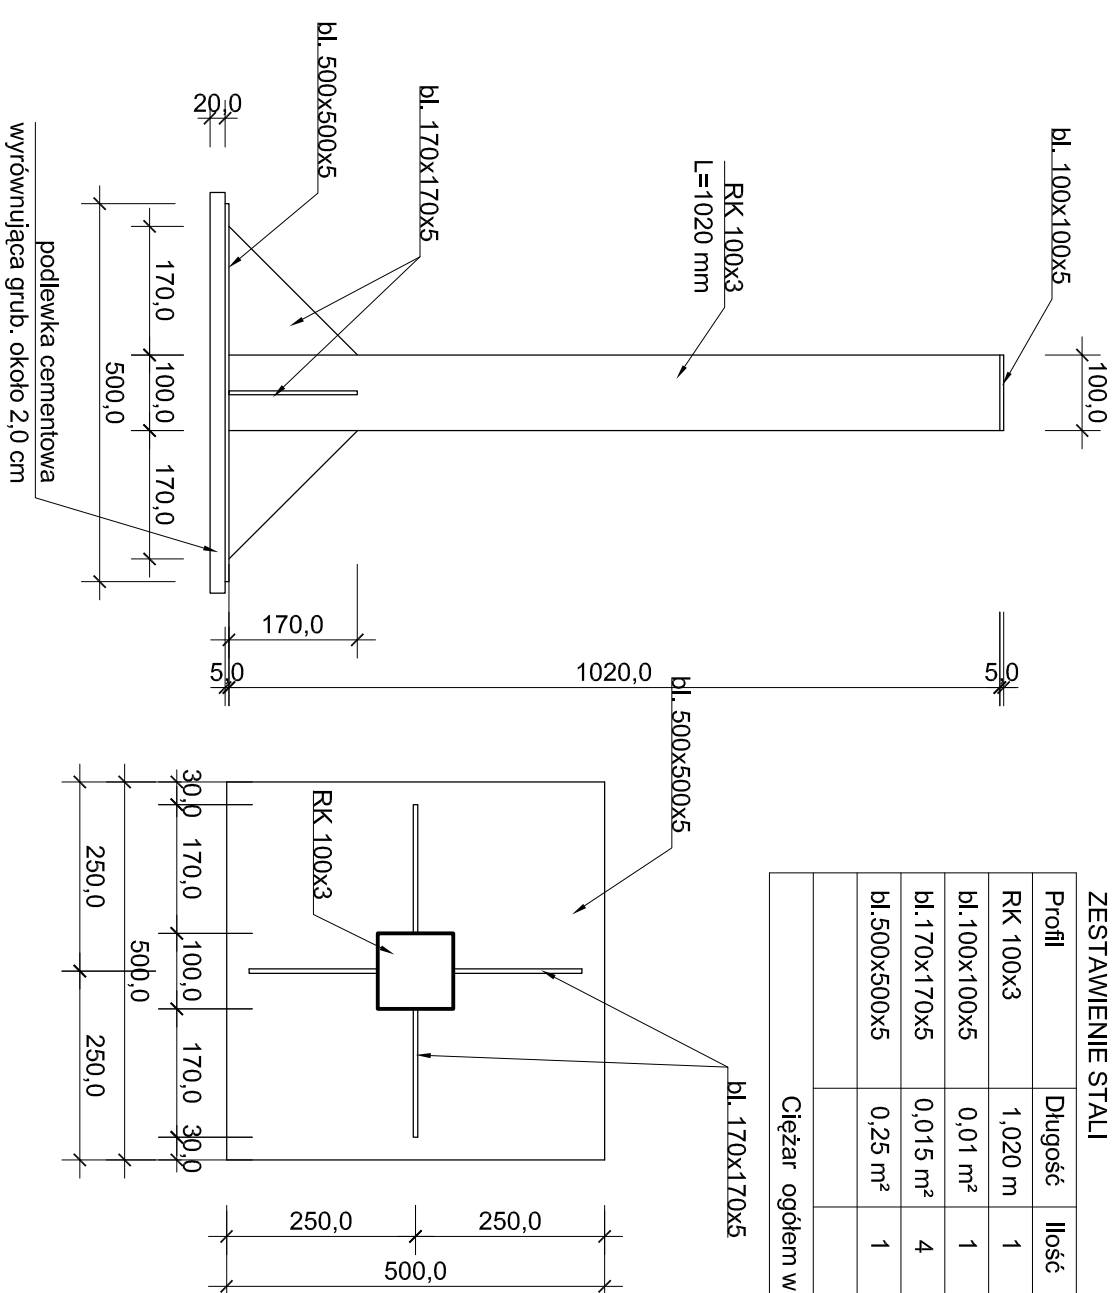 bl. 100x100x5
100,0
RK 100x3
L=1020 mm
bl. 170x170x5
bl. 500x500x5
20,0
170,0
100,0
170,0
500,0
podlewka cementowa
wyrównująca grub. około 2,0 cm
170,0
5,0
1020,0
5,0
bl. 500x500x5
RK 100x3
bl. 170x170x5
30,0
170,0
100,0
170,0
30,0
500,0
250,0
250,0
250,0
250,0
500,0
ZESTAWIENIE STALI
Profil Długość Ilość
RK 100x3 1,020 m 1
bl.100x100x5 0,01 m² 1
bl.170x170x5 0,015 m² 4
bl.500x500x5 0,25 m² 1
Ciężar ogółem w